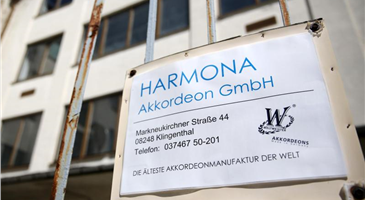 HARMONA
Akkordeon GmbH
Markneukirchner Straße 44
08248 Klingenthal
Telefon: 037467 50-201
W
AKKORDEONS
DIE ÄLTESTE AKKORDEONMANUFAKTUR DER WELT